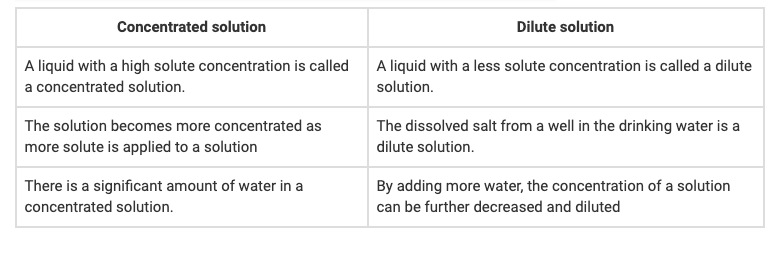 Concentrated solution
Dilute solution
A liquid with a high solute concentration is called
a concentrated solution.
A liquid with a less solute concentration is called a dilute
solution.
The solution becomes more concentrated as
more solute is applied to a solution
The dissolved salt from a well in the drinking water is a
dilute solution.
There is a significant amount of water in a
concentrated solution.
By adding more water, the concentration of a solution
can be further decreased and diluted